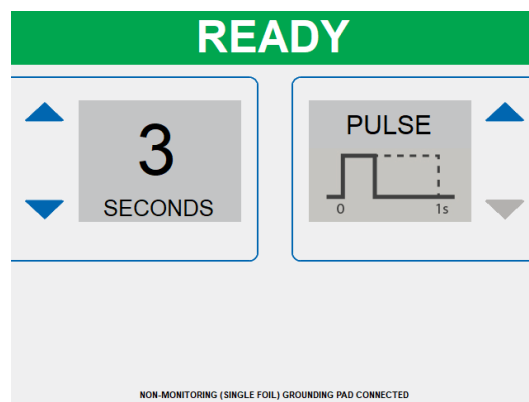 READY
3
SECONDS
PULSE
0 1s
NON-MONITORING (SINGLE FOIL) GROUNDING PAD CONNECTED